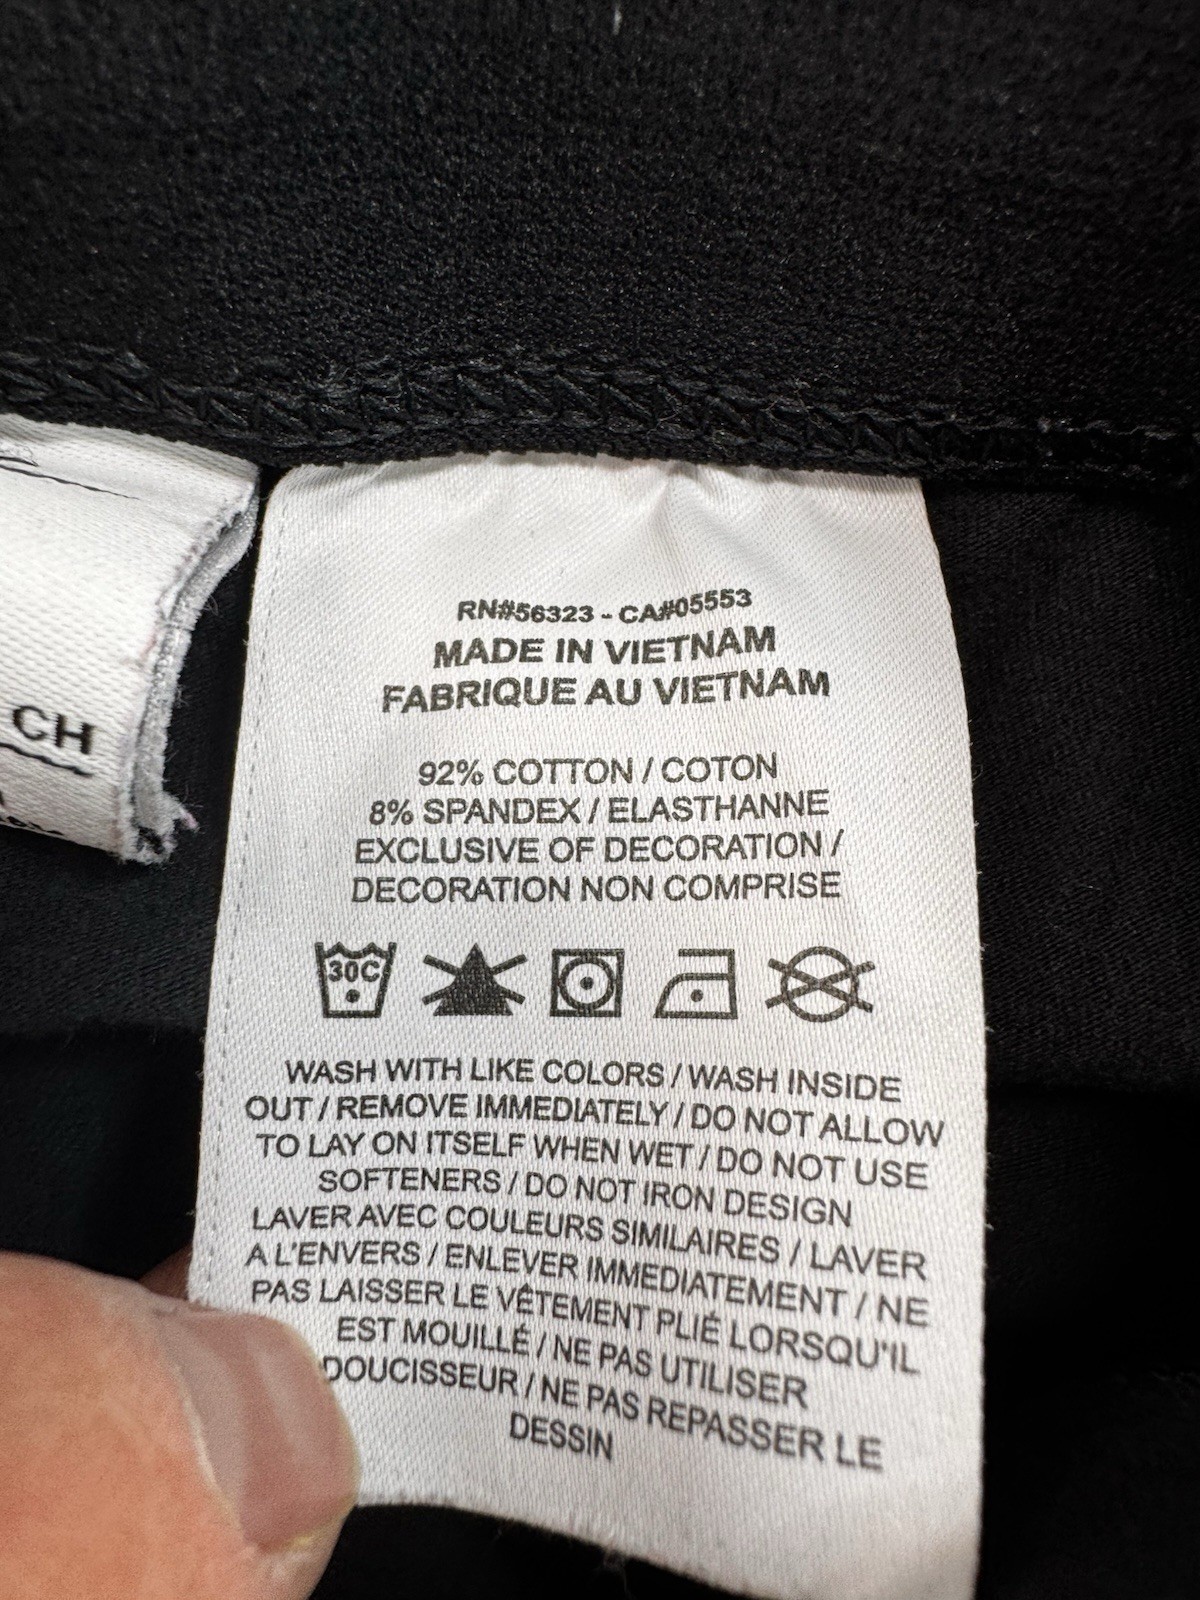 CH
RN#56323 - CA#05553
MADE IN VIETNAM
FABRIQUE AU VIETNAM
92% COTTON / COTON
8% SPANDEX / ELASTHANNE
EXCLUSIVE OF DECORATION /
DECORATION NON COMPRISE
30C
WASH WITH LIKE COLORS / WASH INSIDE
OUT / REMOVE IMMEDIATELY / DO NOT ALLOW
TO LAY ON ITSELF WHEN WET / DO NOT USE
SOFTENERS / DO NOT IRON DESIGN
LAVER AVEC COULEURS SIMILAIRES / LAVER
A L'ENVERS / ENLEVER IMMEDIATEMENT / NE
PAS LAISSER LE VÊTEMENT PLIÉ LORSQU'IL
EST MOUILLÉ / NE PAS UTILISER
DOUCISSEUR / NE PAS REPASSER LE
DESSIN